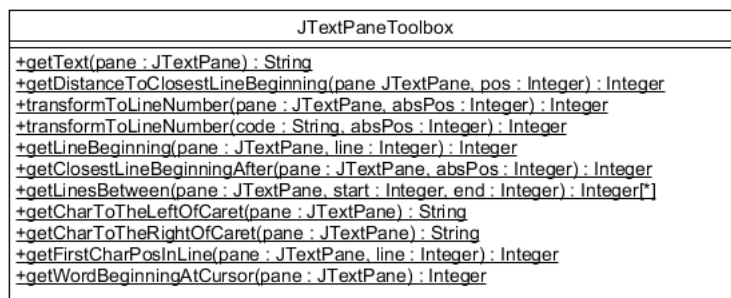 JTextPaneToolbox
+getText(pane : JTextPane) : String
+getDistanceToClosestLineBeginning(pane JTextPane, pos : Integer) : Integer
+transformToLineNumber(pane : JTextPane, absPos : Integer) : Integer
+transformToLineNumber(code : String, absPos : Integer) : Integer
+getLineBeginning(pane : JTextPane, line : Integer) : Integer
+getClosestLineBeginningAfter(pane : JTextPane, absPos : Integer) : Integer
+getLinesBetween(pane : JTextPane, start : Integer, end : Integer) : Integer[*]
+getCharToTheLeftOfCaret(pane : JTextPane) : String
+getCharToTheRightOfCaret(pane : JTextPane) : String
+getFirstCharPosInLine(pane : JTextPane, line : Integer) : Integer
+getWordBeginningAtCursor(pane : JTextPane) : Integer